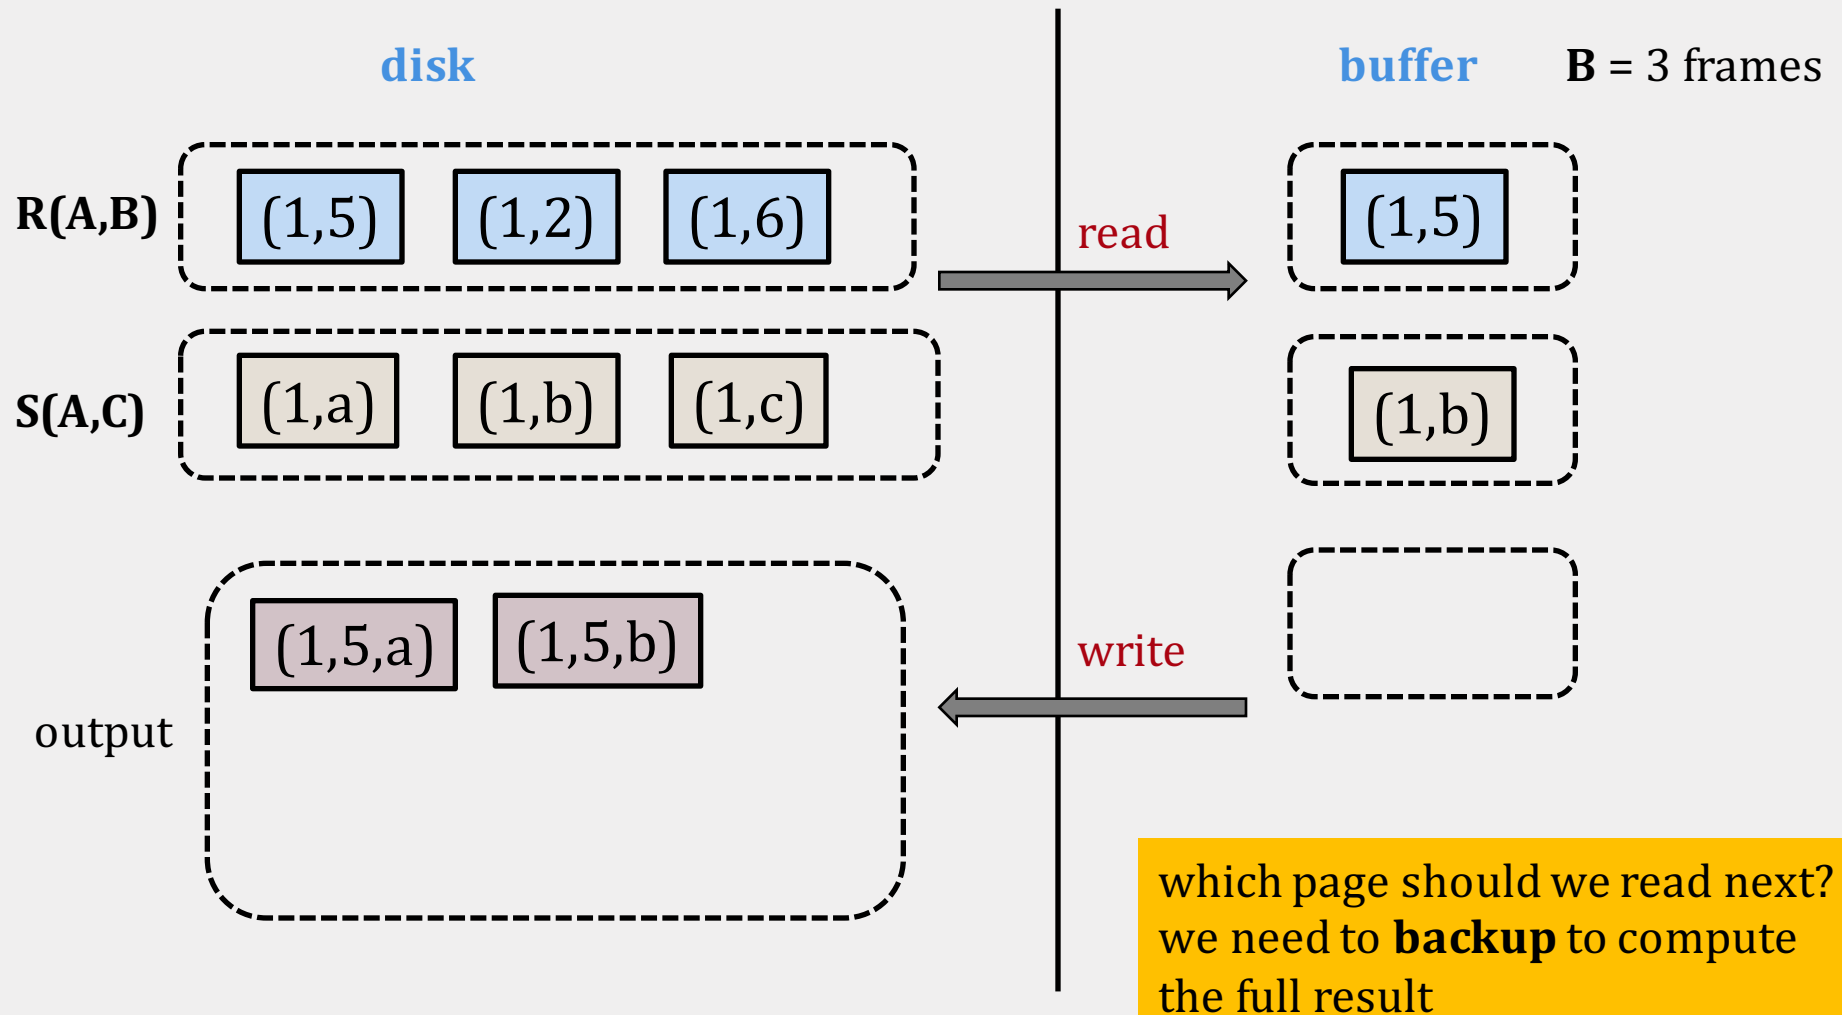 disk
buffer B = 3 frames
R(A,B) (1,5) (1,2) (1,6)
read
(1,5)
S(A,C) (1,a) (1,b) (1,c)
(1,b)
output (1,5,a) (1,5,b)
write
which page should we read next?
we need to backup to compute
the full result